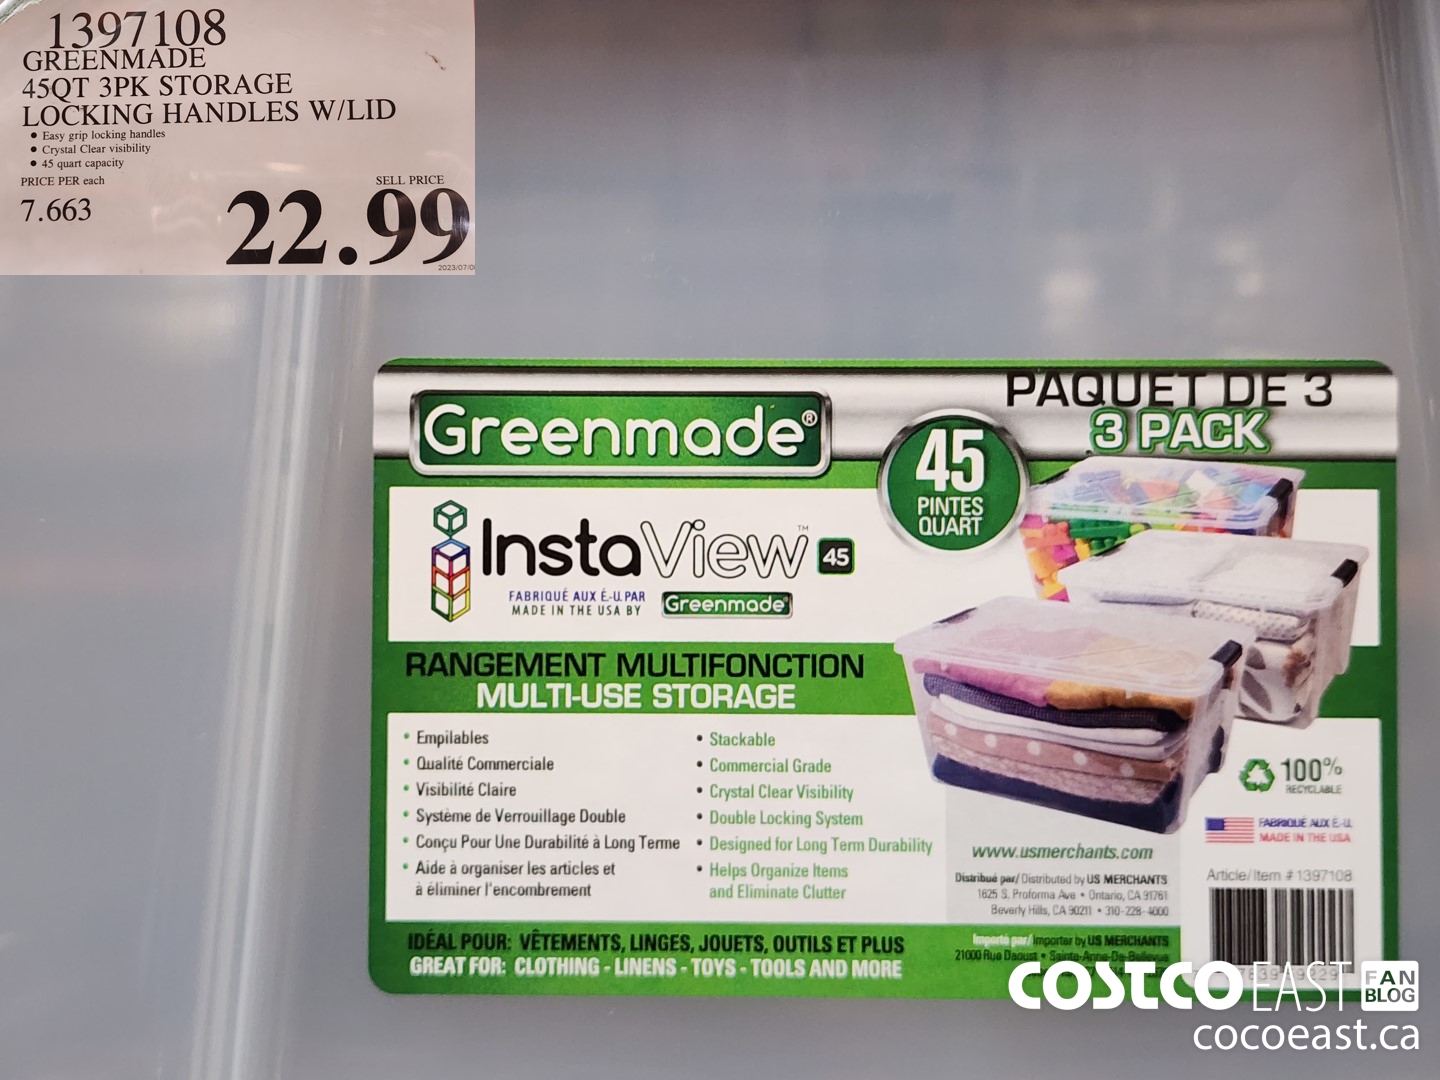 1397108
GREENMADE
45QT 3PK STORAGE
LOCKING HANDLES W/LID
• Easy grip locking handles
• Crystal Clear visibility
• 45 quart capacity
PRICE PER each
SELL PRICE
7.663
22.99
2023/07/0
PAQUET DE 3
3 PACK
Greenmade®
45
PINTES
QUART
InstaView™ 45
FABRIQUÉ AUX É.-U. PAR
MADE IN THE USA BY
Greenmade®
RANGEMENT MULTIFONCTION
MULTI-USE STORAGE
• Empilables
• Qualité Commerciale
• Visibilité Claire
• Système de Verrouillage Double
• Conçu Pour Une Durabilité à Long Terme
• Aide à organiser les articles et
à éliminer l'encombrement
• Stackable
• Commercial Grade
• Crystal Clear Visibility
• Double Locking System
• Designed for Long Term Durability
• Helps Organize Items
and Eliminate Clutter
100%
RECYCLABLE
FABRIQUÉ AUX É.-U.
MADE IN THE USA
www.usmerchants.com
Distribué par/ Distributed by US MERCHANTS
1625 S. Proforma Ave • Ontario, CA 91761
Beverly Hills, CA 90211 • 310-228-4000
Article/Item # 1397108
IDÉAL POUR: VÊTEMENTS, LINGES, JOUETS, OUTILS ET PLUS
GREAT FOR: CLOTHING - LINENS - TOYS - TOOLS AND MORE
Importé par/ Importer by US MERCHANTS
21000 Rue Daoust • Sainte-Anne-De-Bellevue
COSTCO EAST FAN BLOG
cocoeast.ca